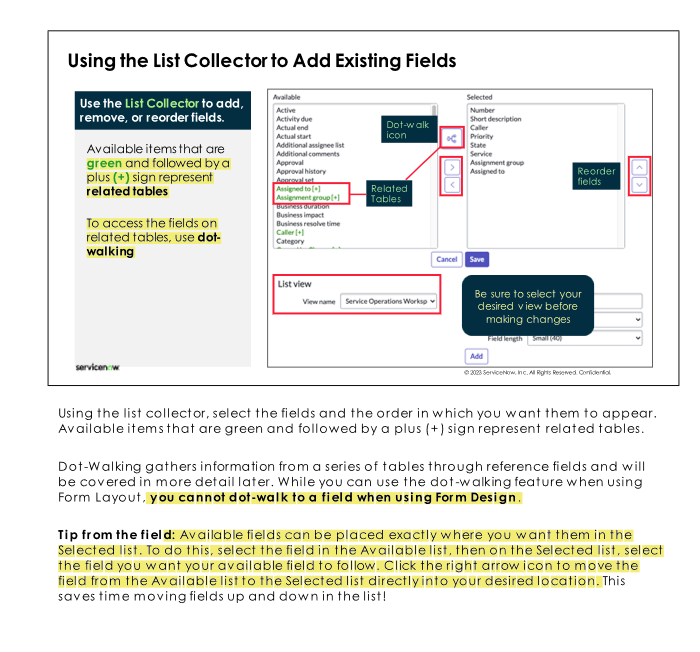 Using the List Collector to Add Existing Fields
Use the List Collector to add,
remove, or reorder fields.
Available items that are
green and followed by a
plus (+) sign represent
related tables
To access the fields on
related tables, use dot-
walking
servicenow
Available
Active
Activity due
Actual end
Actual start
Additional assignee list
Additional comments
Approval
Approval history
Approval set
Assigned to [+]
Assignment group [+]
Business duration
Business impact
Business resolve time
Caller [+]
Category
Dot-walk
icon
Related
Tables
Selected
Number
Short description
Caller
Priority
State
Service
Assignment group
Assigned to
Reorder
fields
Cancel
Save
List view
View name
Service Operations Worksp
Be sure to select your
desired view before
making changes
Field length
Small (40)
Add
© 2023 ServiceNow, Inc. All Rights Reserved. Confidential.
Using the list collector, select the fields and the order in which you want them to appear.
Available items that are green and followed by a plus (+) sign represent related tables.
Dot-Walking gathers information from a series of tables through reference fields and will
be covered in more detail later. While you can use the dot-walking feature when using
Form Layout, you cannot dot-walk to a field when using Form Design.
Tip from the field: Available fields can be placed exactly where you want them in the
Selected list. To do this, select the field in the Available list, then on the Selected list, select
the field you want your available field to follow. Click the right arrow icon to move the
field from the Available list to the Selected list directly into your desired location. This
saves time moving fields up and down in the list!